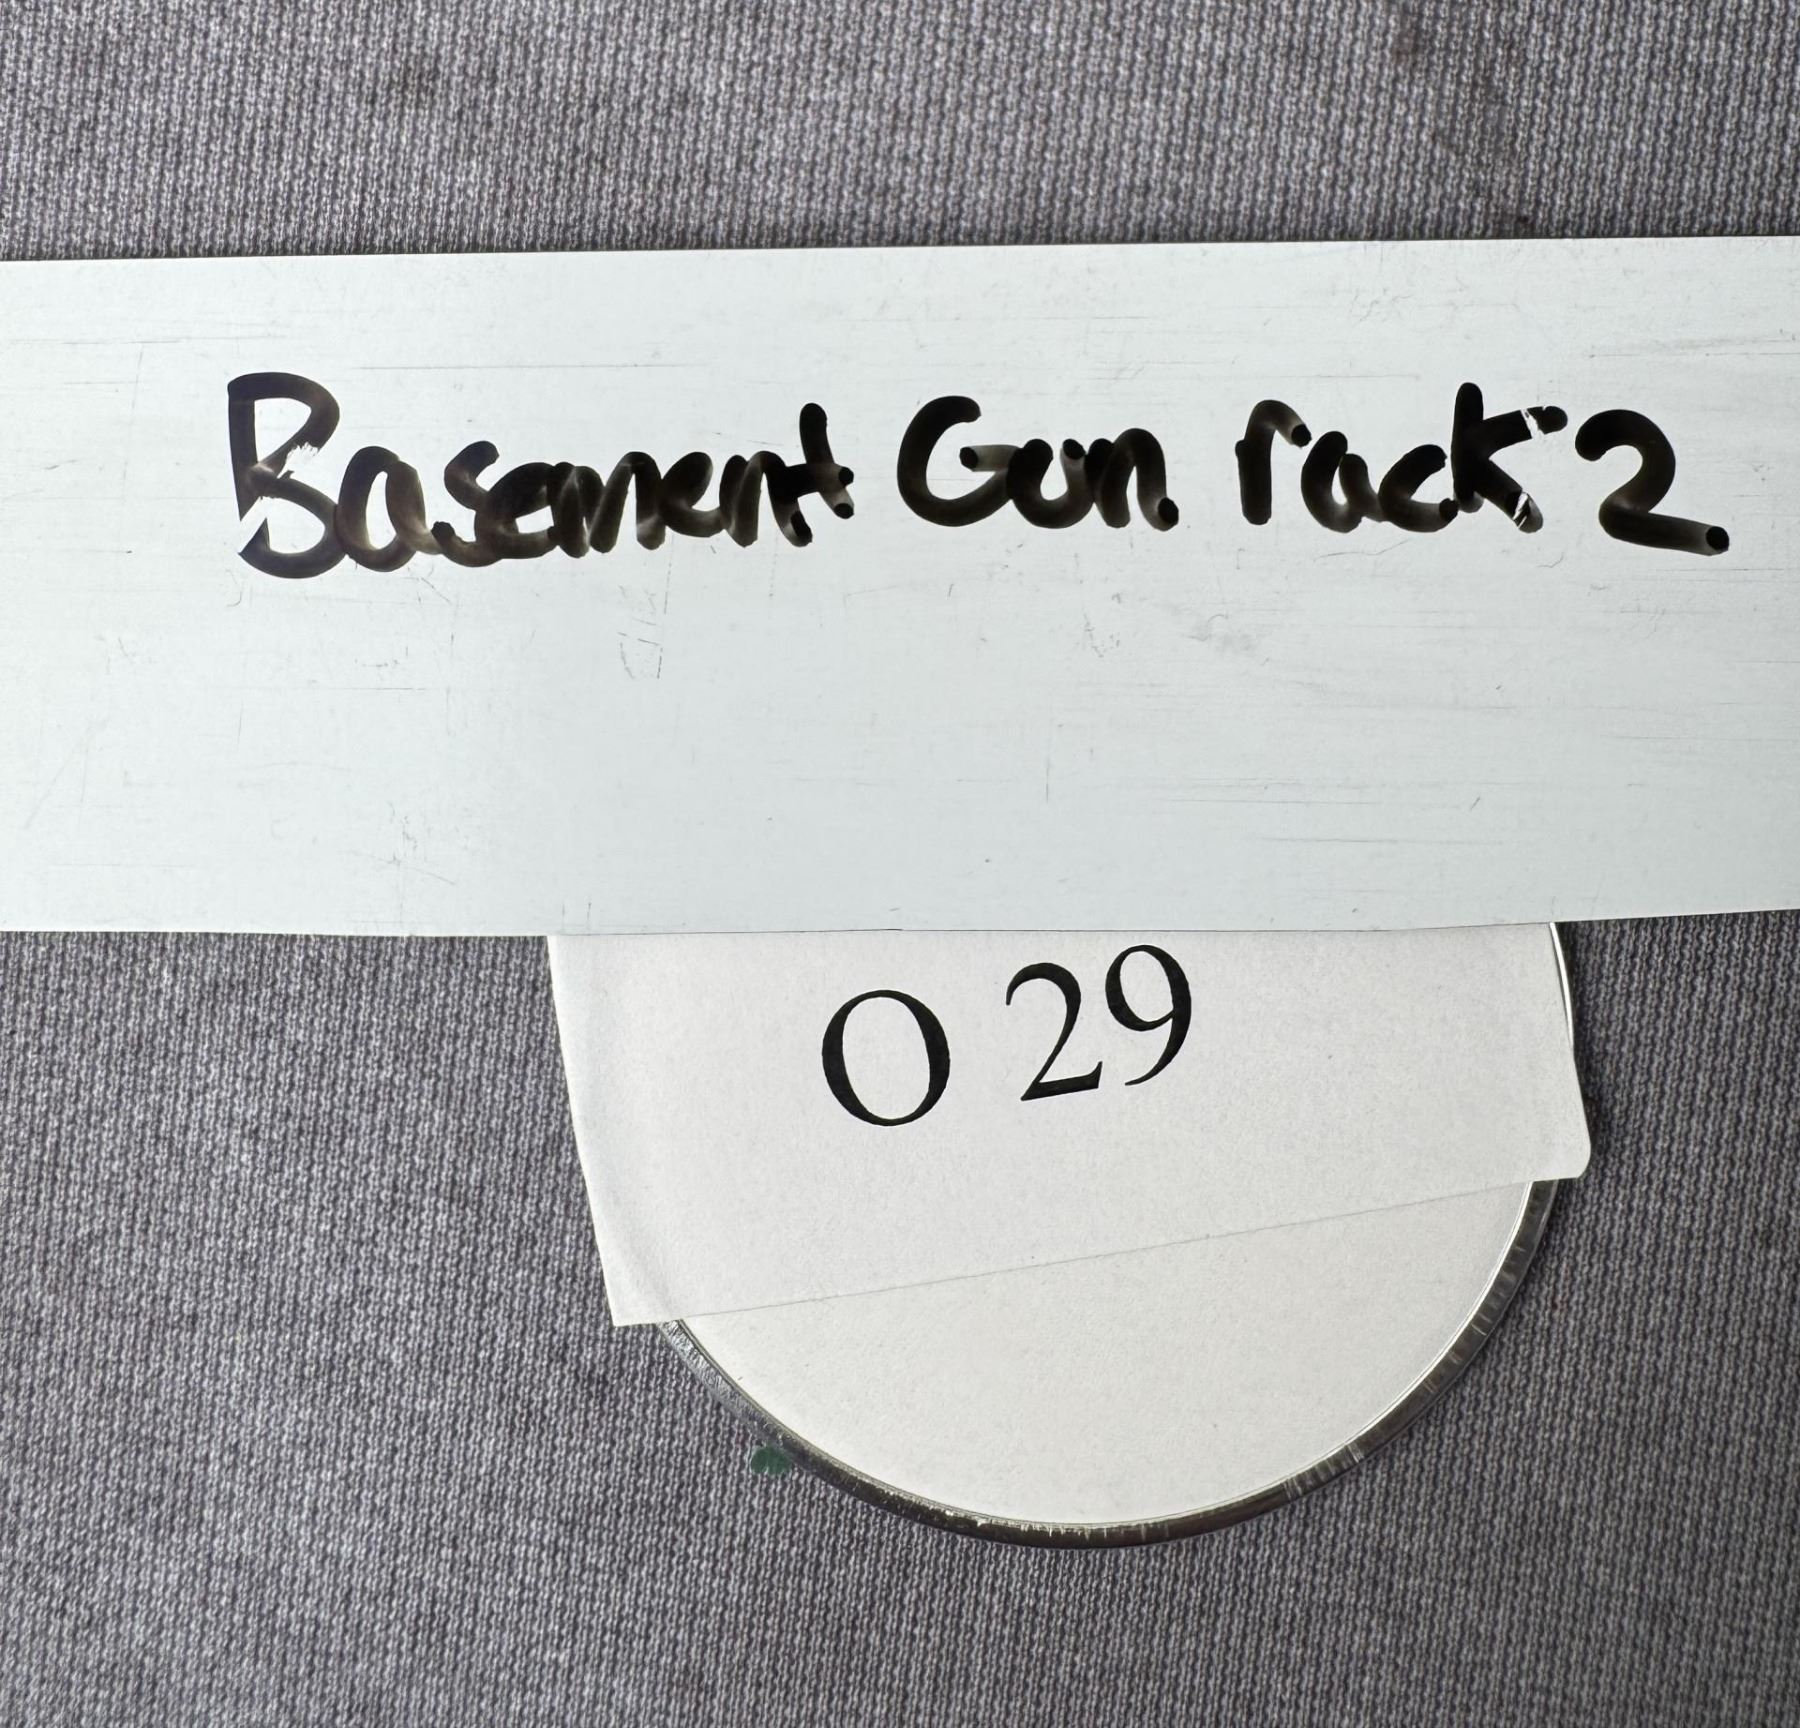 Basement Gun rack 2
O 29